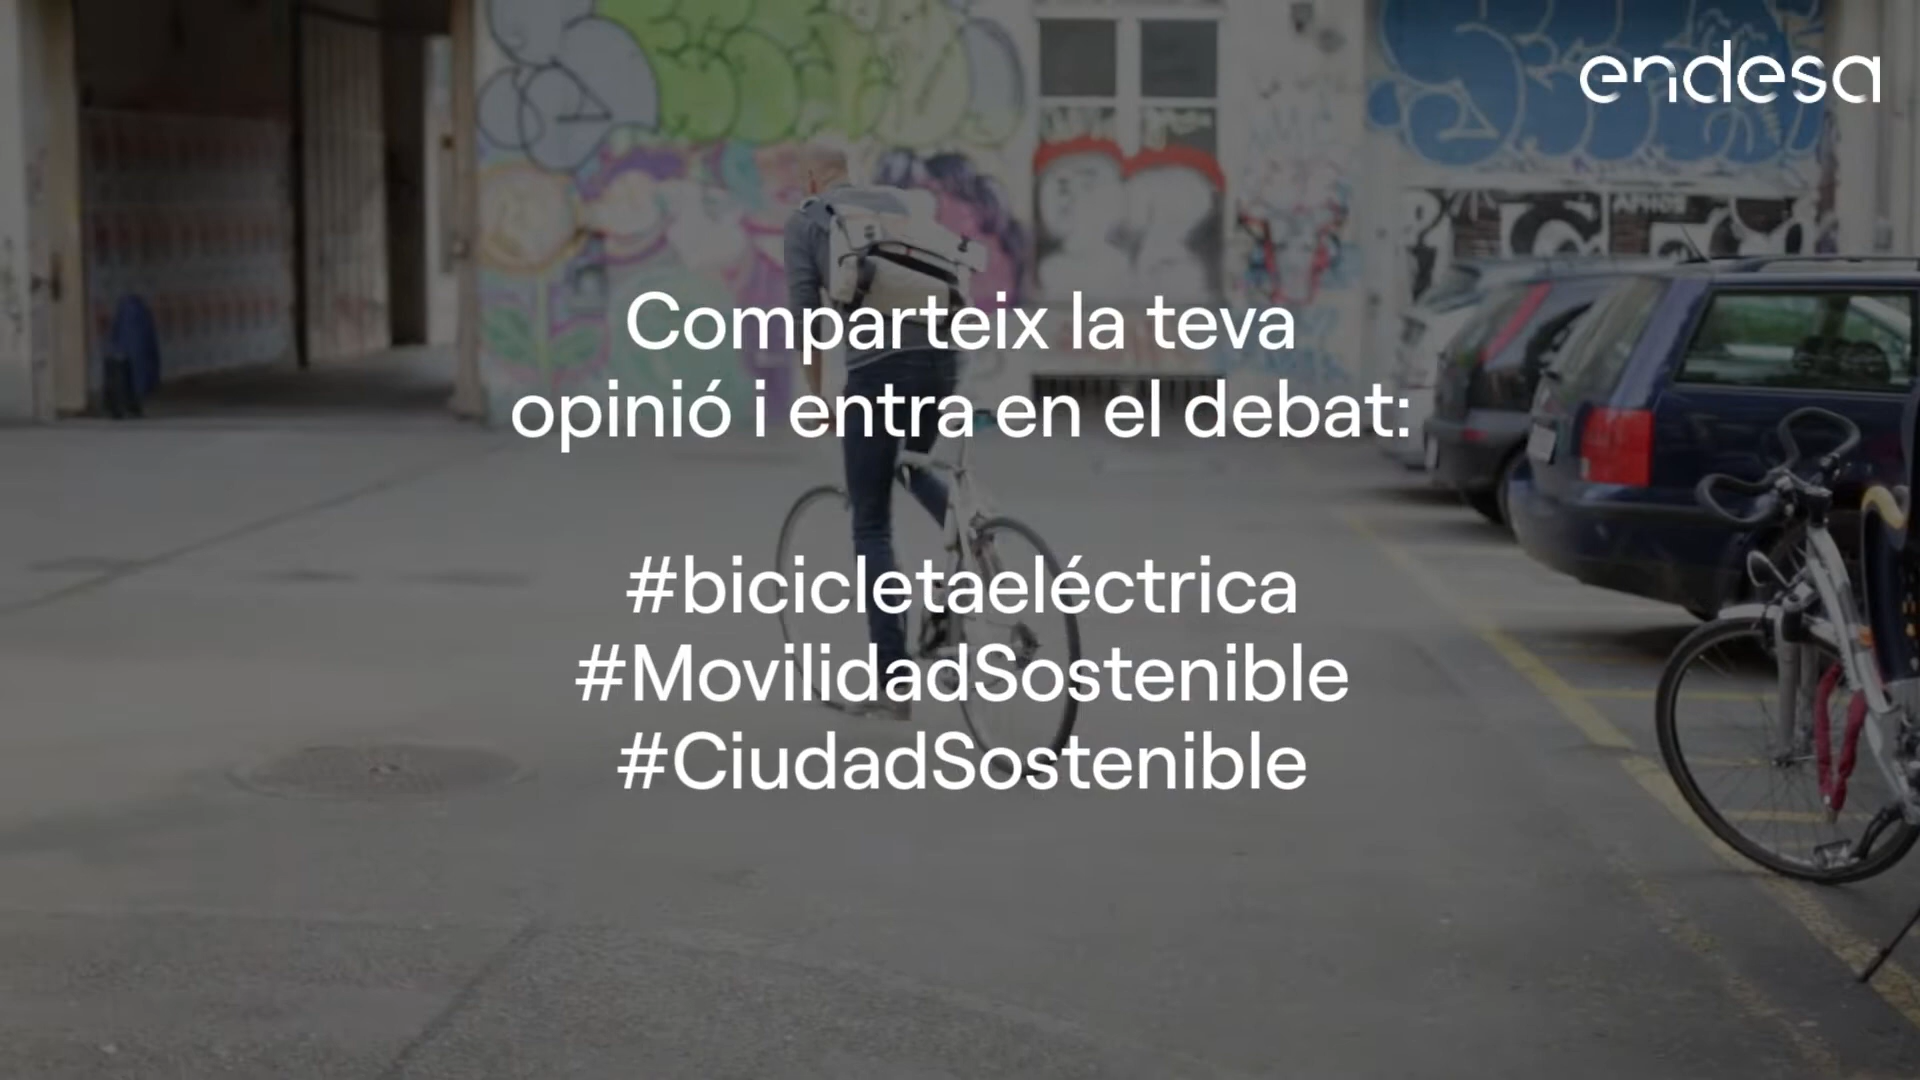 endesa
Comparteix la teva
opinió i entra en el debat:
#bicicletaeléctrica
#MovilidadSostenible
#CiudadSostenible